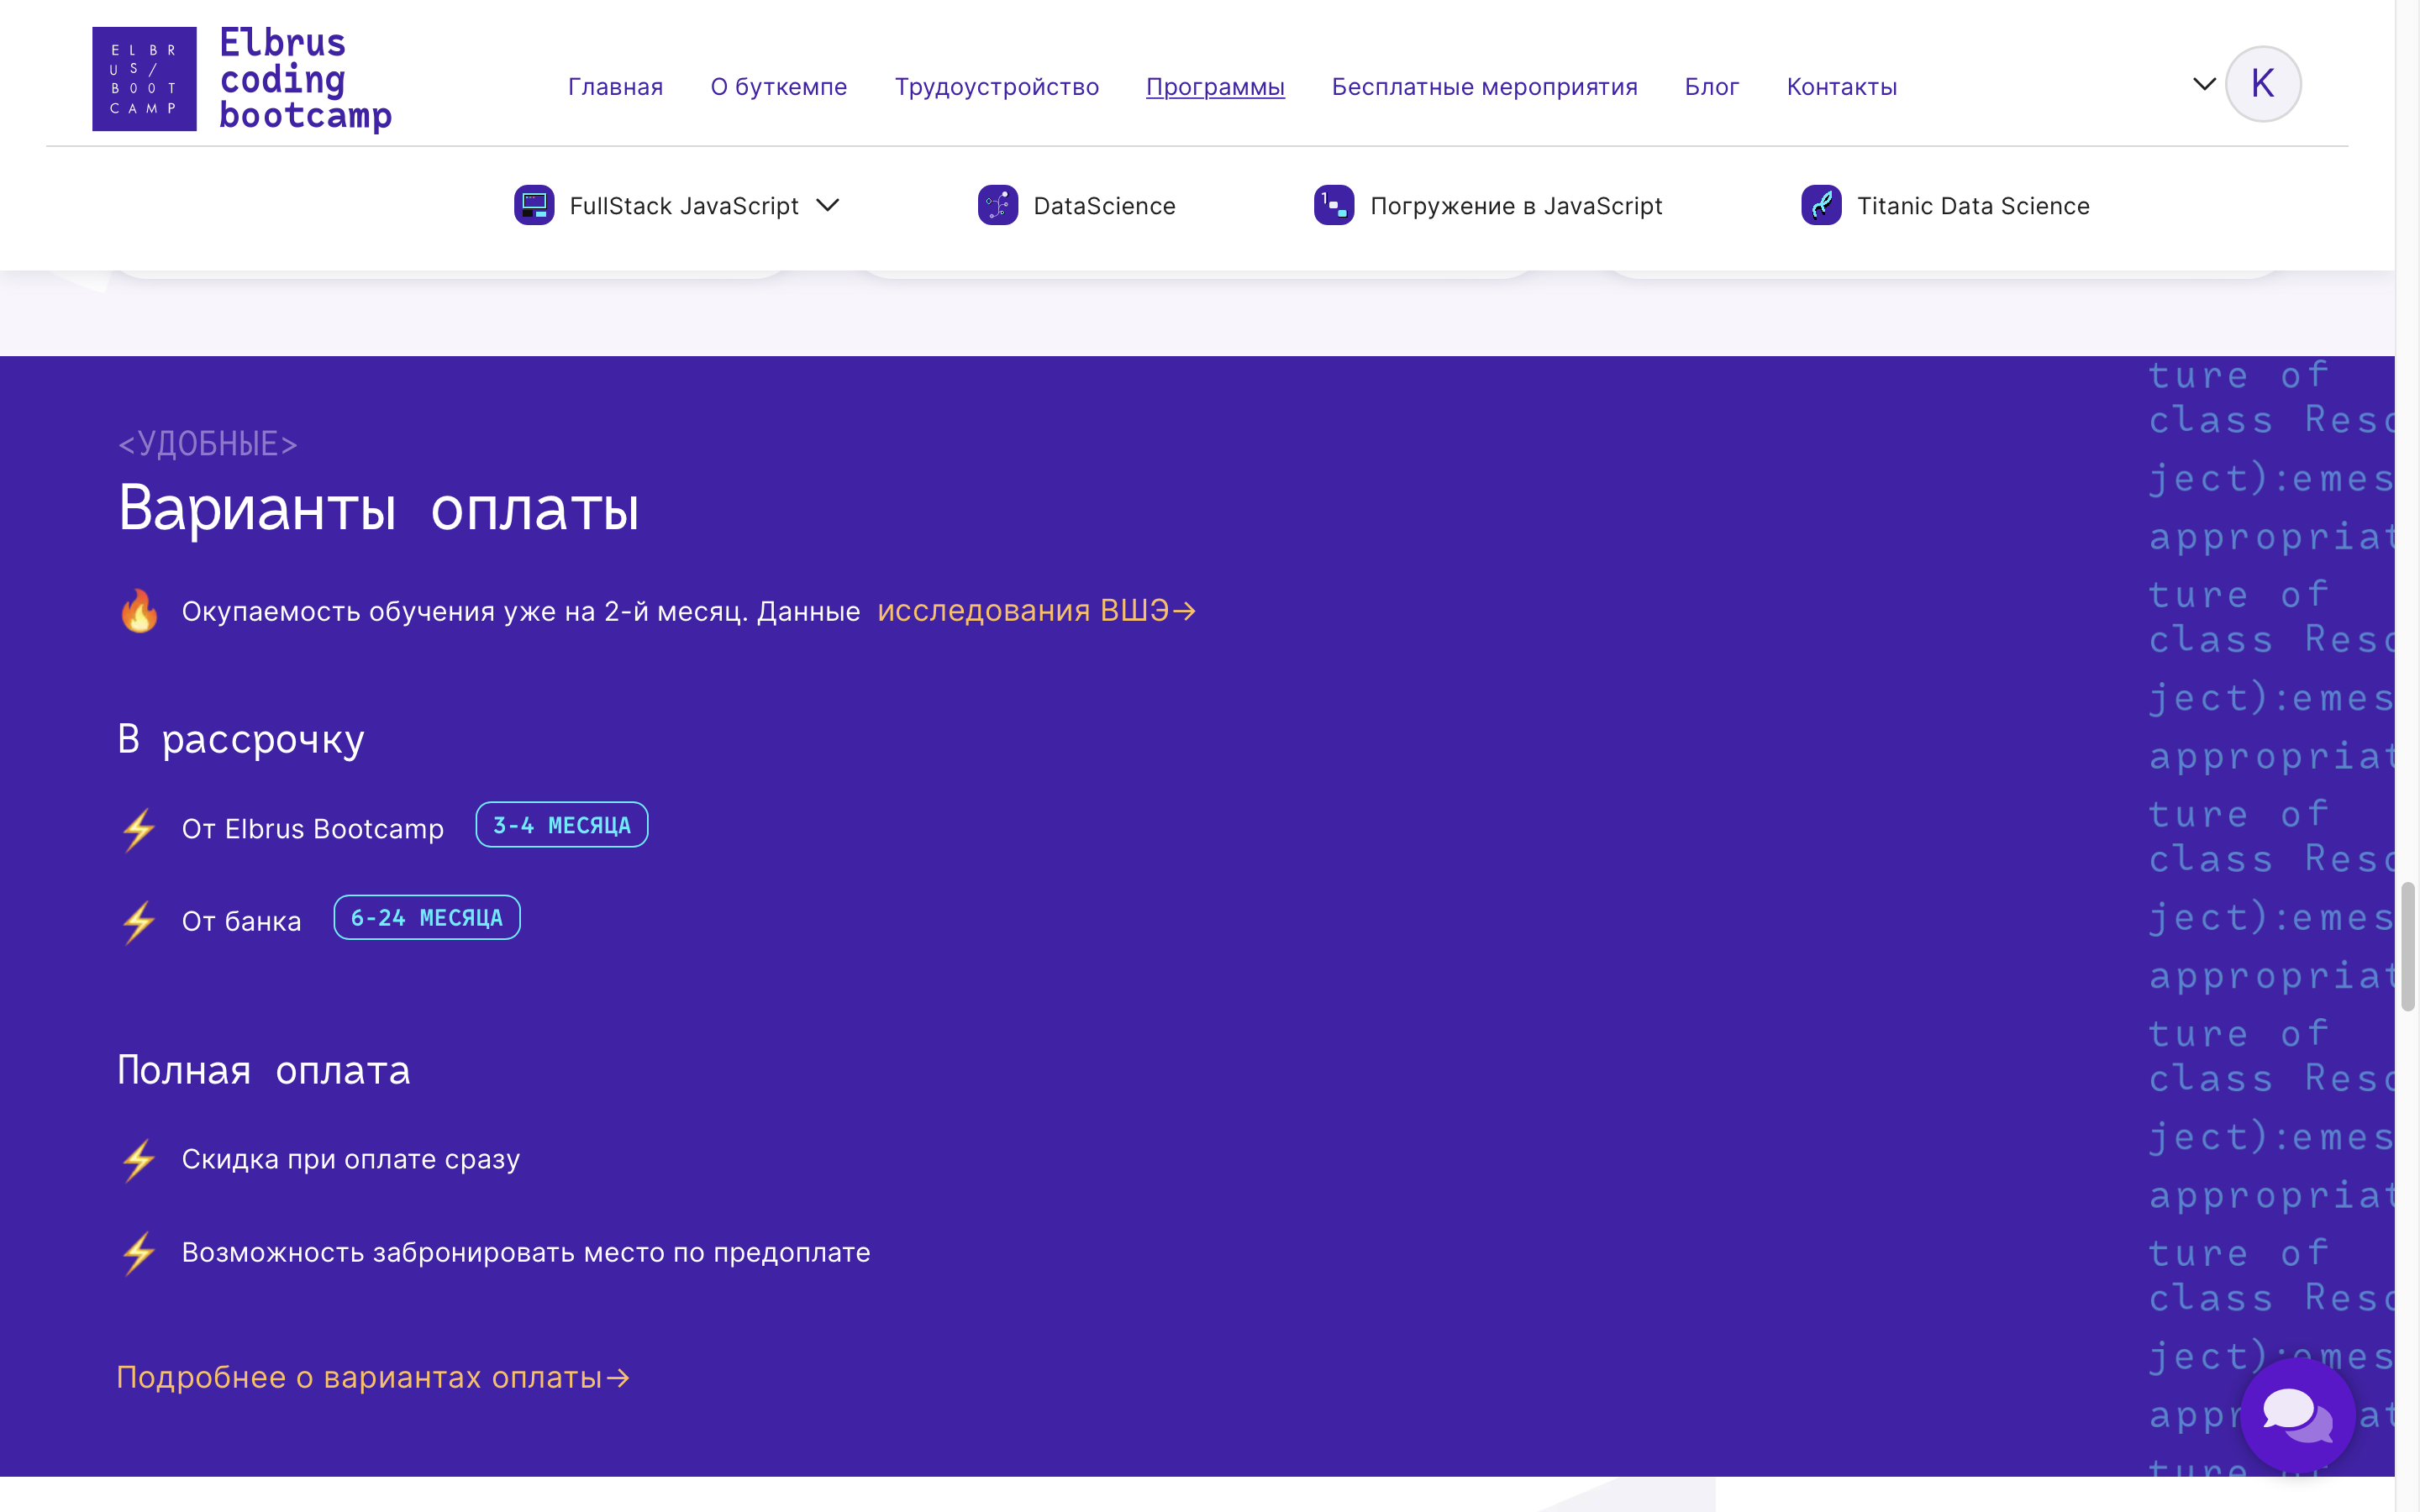 ELBR
US/
BOOT
CAMP
Elbrus
coding
bootcamp
Главная О буткемпе Трудоустройство Программы Бесплатные мероприятия Блог Контакты
K
FullStack JavaScript DataScience Погружение в JavaScript Titanic Data Science
<УДОБНЫЕ>
Варианты оплаты
Окупаемость обучения уже на 2-й месяц. Данные исследования ВШЭ→
В рассрочку
От Elbrus Bootcamp 3-4 МЕСЯЦА
От банка 6-24 МЕСЯЦА
Полная оплата
Скидка при оплате сразу
Возможность забронировать место по предоплате
Подробнее о вариантах оплаты→
ture of
class Reso
ject):emes
appropriat
ture of
class Reso
ject):emes
appropriat
ture of
class Reso
ject):emes
appropriat
ture of
class Reso
ject):emes
appropriat
ture of
class Reso
ject):emes